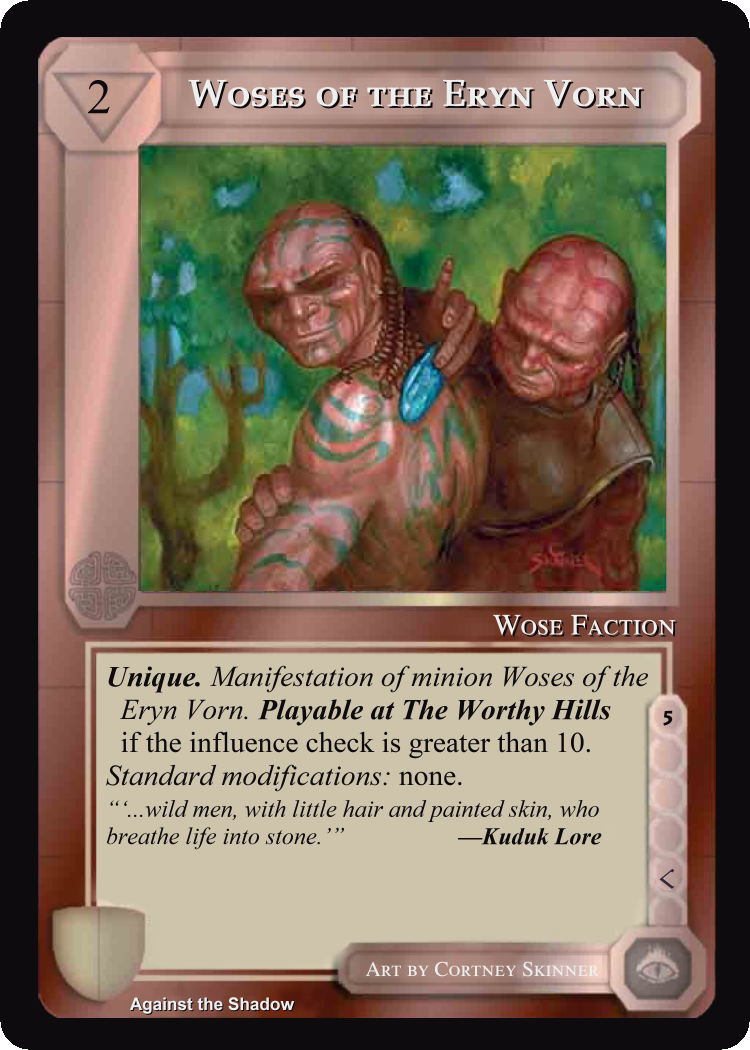 2
Woses of the Eryn Vorn
Wose Faction
Unique. Manifestation of minion Woses of the
Eryn Vorn. Playable at The Worthy Hills
if the influence check is greater than 10.
Standard modifications: none.
“‘...wild men, with little hair and painted skin, who
breathe life into stone.’” —Kuduk Lore
5
Art by Cortney Skinner
Against the Shadow